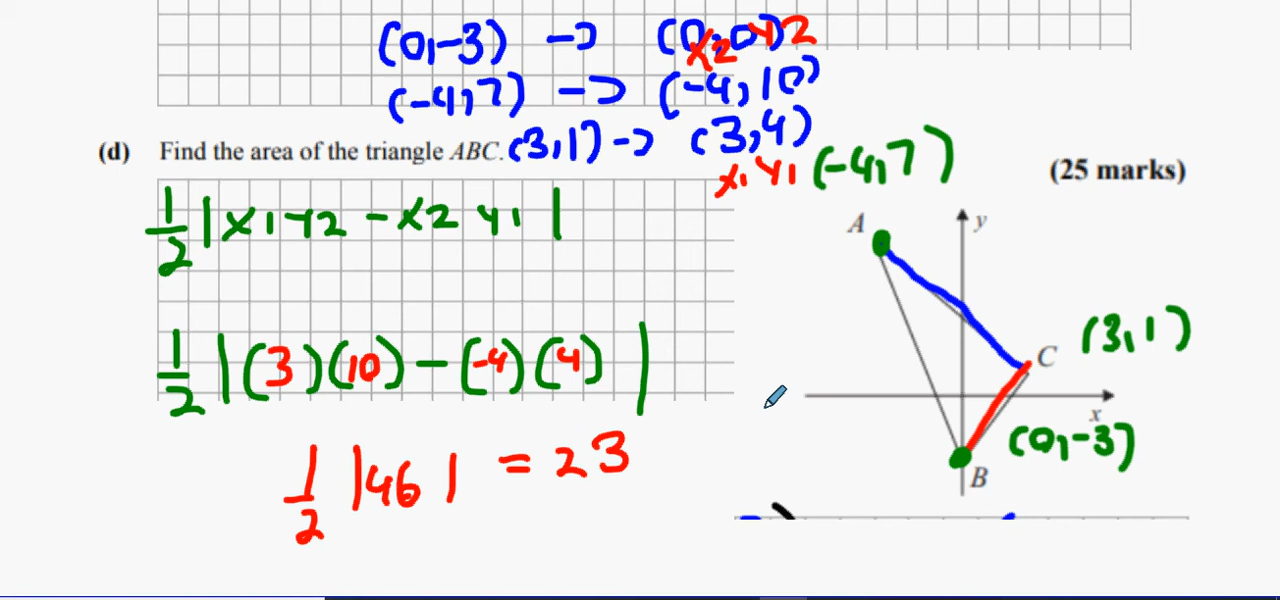 (0,-3) -> (0,0) x2 y2
(-4,7) -> (-4,10)
(d) Find the area of the triangle ABC. (3,1) -> (3,4)
x1 y1 (-4,7)
(25 marks)
1/2 |x1y2 - x2y1|
A
y
1/2 |(3)(10) - (-4)(4)|
C (3,1)
x
(0,-3)
B
1/2 |46| = 23